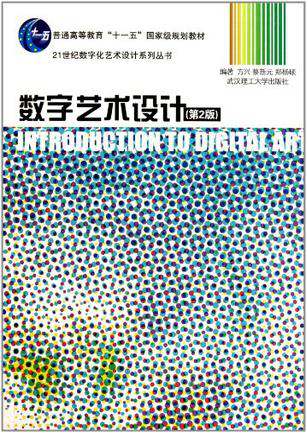 十一五
普通高等教育“十一五”国家级规划教材
21世纪数字化艺术设计系列丛书
编著 方兴 蔡新元 郑杨硕
武汉理工大学出版社
数字艺术设计(第2版)
INTRODUCTION TO DIGITAL AR